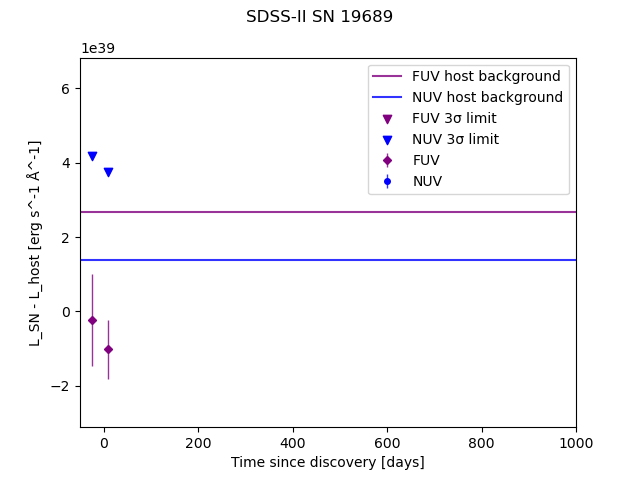 SDSS-II SN 19689
1e39
FUV host background
NUV host background
FUV 3σ limit
NUV 3σ limit
FUV
NUV
6
4
2
0
−2
L_SN - L_host [erg s^-1 Å^-1]
0 200 400 600 800 1000
Time since discovery [days]